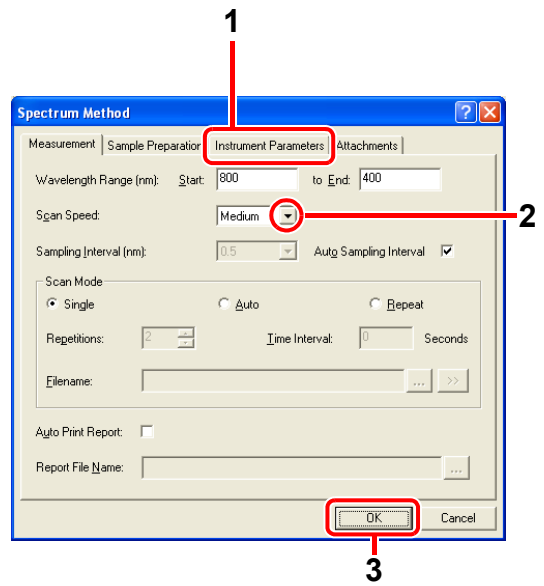 1
Spectrum Method
Measurement Sample Preparation Instrument Parameters Attachments
Wavelength Range (nm): Start: 800 to End: 400
Scan Speed: Medium
2
Sampling Interval (nm): 0.5 Auto Sampling Interval
Scan Mode
Single Auto Repeat
Repetitions: 2 Time Interval: 0 Seconds
Filename: ... >>
Auto Print Report:
Report File Name: ...
OK Cancel
3